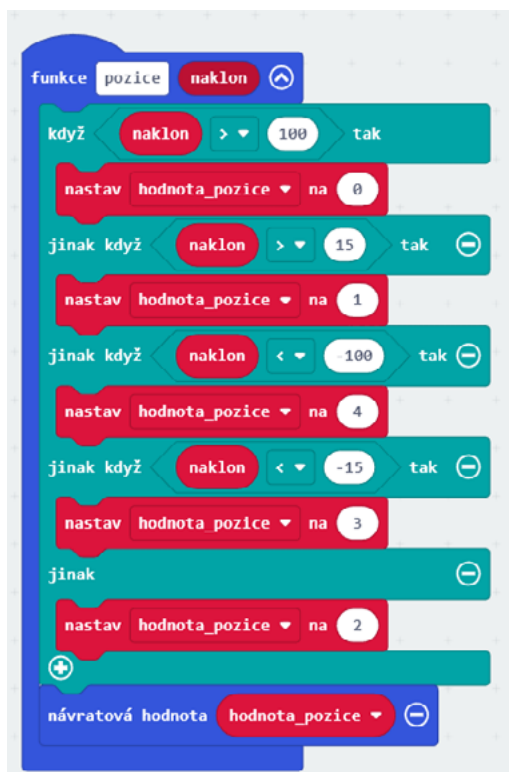 funkce pozice naklon
když naklon > 100 tak
nastav hodnota_pozice na 0
jinak když naklon > 15 tak
nastav hodnota_pozice na 1
jinak když naklon < -100 tak
nastav hodnota_pozice na 4
jinak když naklon < -15 tak
nastav hodnota_pozice na 3
jinak
nastav hodnota_pozice na 2
návratová hodnota hodnota_pozice